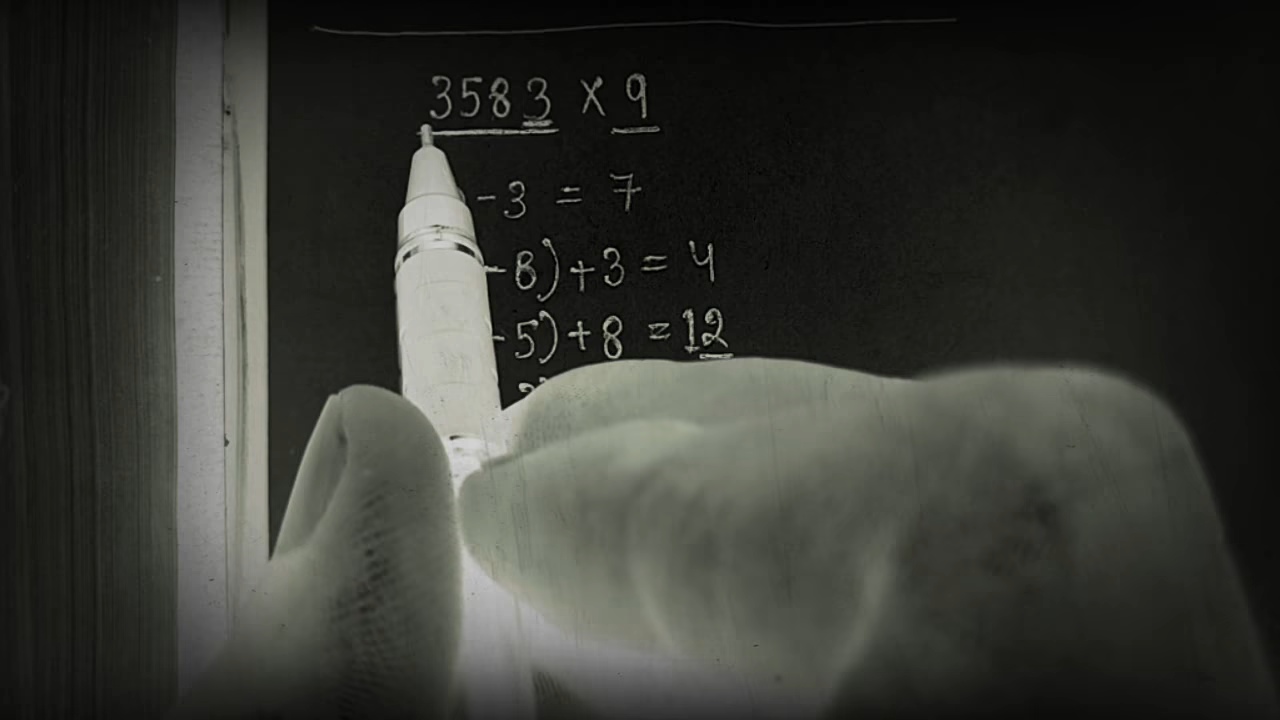 3583 × 9
-3 = 7
-8)+3 = 4
-5)+8 = 12